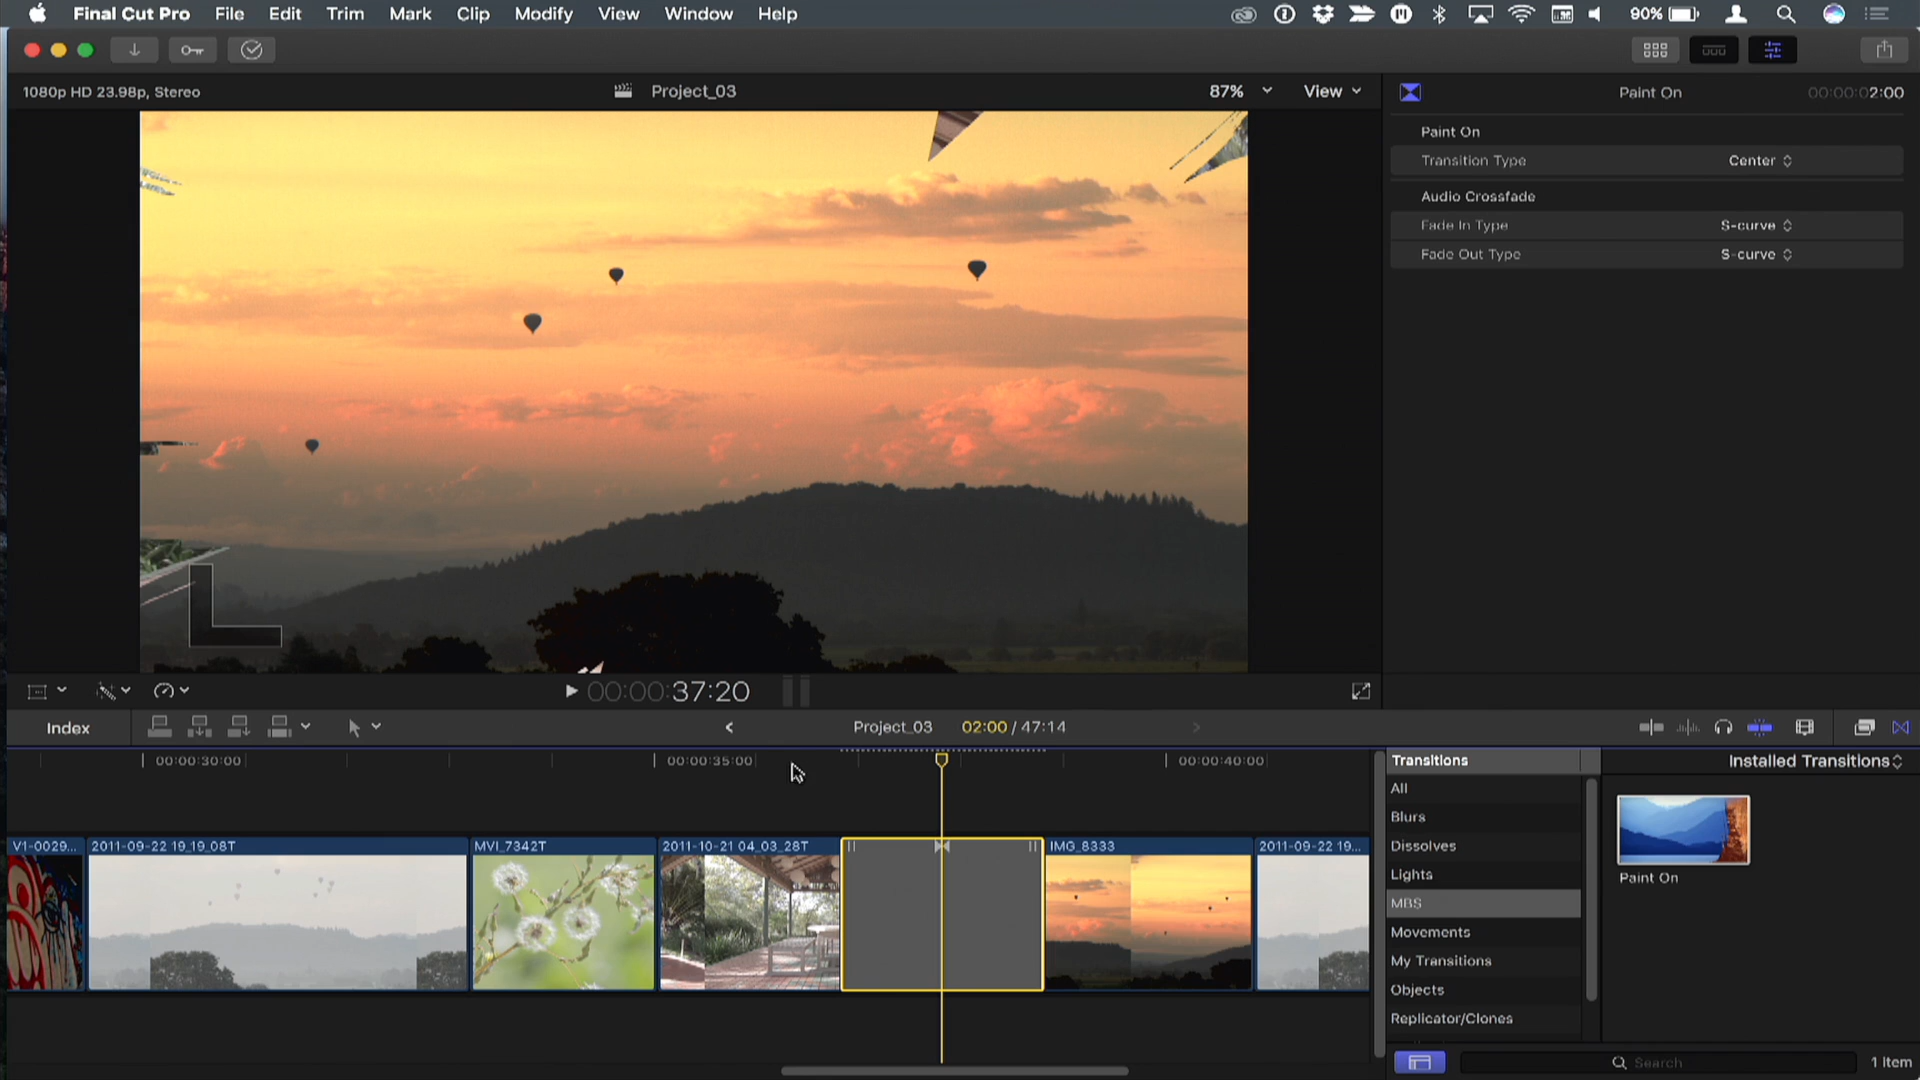 Final Cut Pro File Edit Trim Mark Clip Modify View Window Help 90%
1080p HD 23.98p, Stereo Project_03 87% View Paint On 00:00:02:00
Paint On
Transition Type Center
Audio Crossfade
Fade In Type S-curve
Fade Out Type S-curve
00:00:37:20
Index Project_03 02:00 / 47:14
00:00:30:00 00:00:35:00 00:00:40:00
Transitions Installed Transitions
All
Blurs
Dissolves
Lights
MBS
Movements
My Transitions
Objects
Replicator/Clones
Paint On
V1-0029... 2011-09-22 19_19_08T MVI_7342T 2011-10-21 04_03_28T IMG_8333 2011-09-22 19...
Search 1 Item